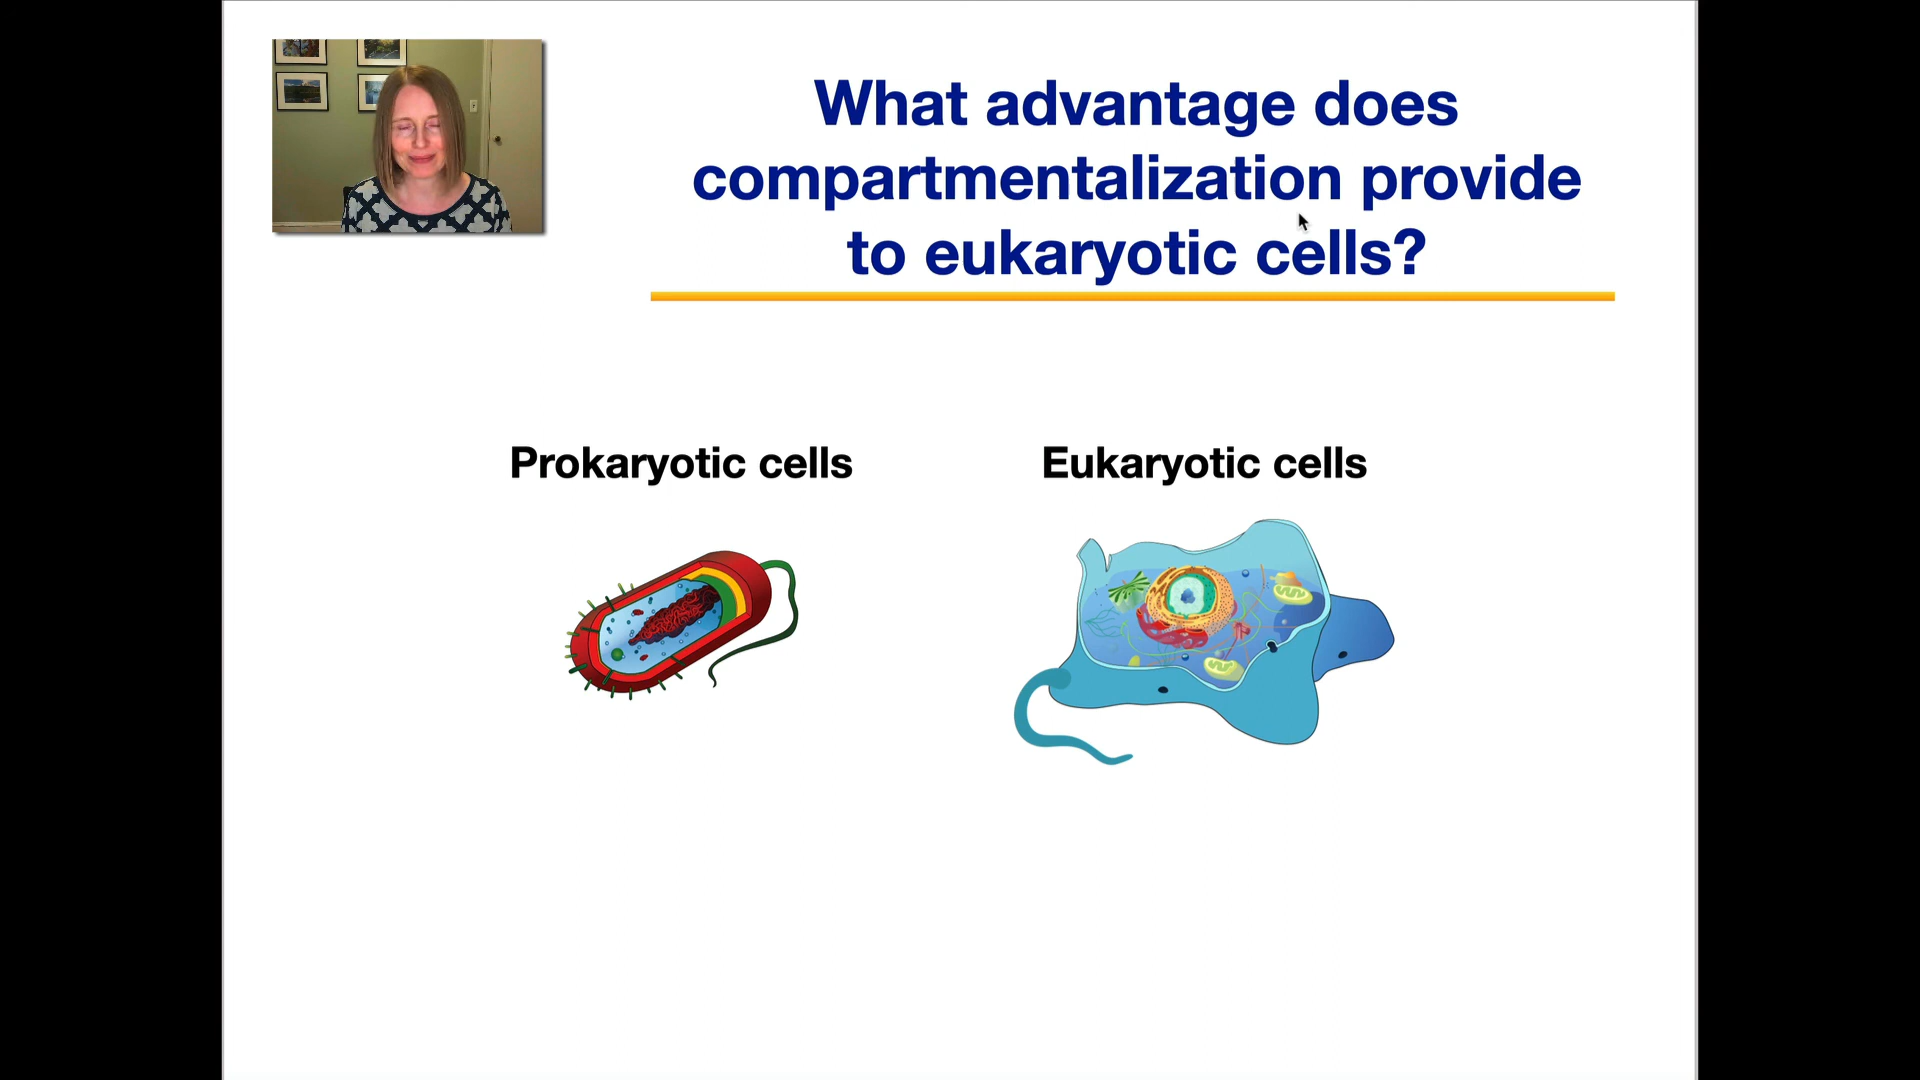 What advantage does
compartmentalization provide
to eukaryotic cells?
Prokaryotic cells
Eukaryotic cells